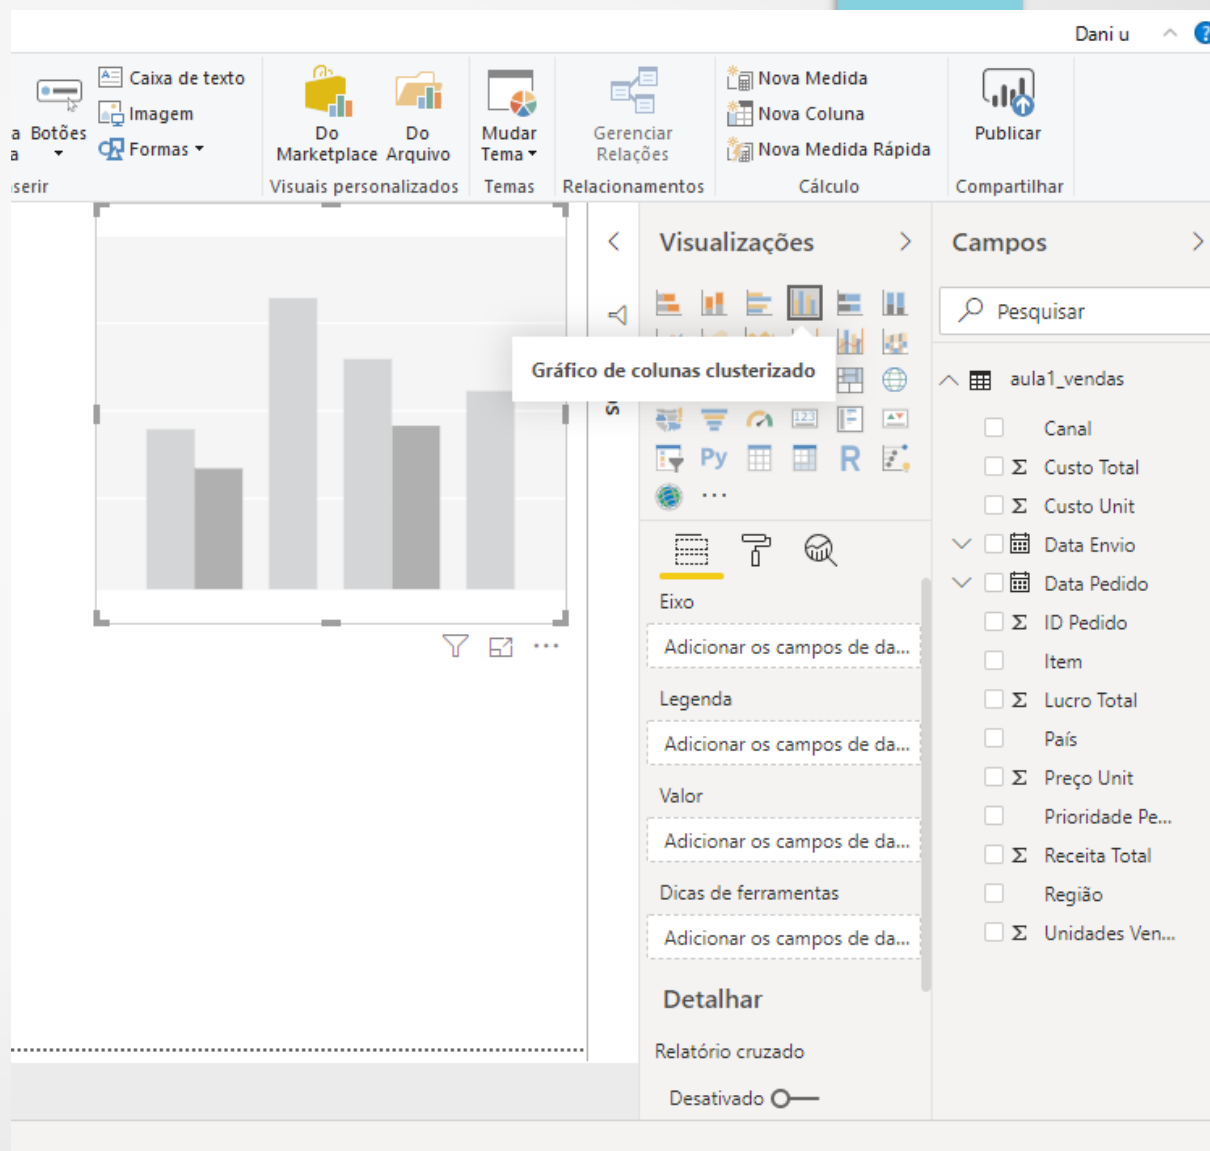 Dani u
?
Caixa de texto
Imagem
Formas
a Botões
a
serir
Do
Marketplace
Do
Arquivo
Visuais personalizados
Mudar
Tema
Temas
Gerenciar
Relações
Relacionamentos
Nova Medida
Nova Coluna
Nova Medida Rápida
Cálculo
Publicar
Compartilhar
Visualizações
Campos
Pesquisar
Gráfico de colunas clusterizado
123
Py
R
Eixo
Adicionar os campos de da...
Legenda
Adicionar os campos de da...
Valor
Adicionar os campos de da...
Dicas de ferramentas
Adicionar os campos de da...
Detalhar
Relatório cruzado
Desativado
aula1_vendas
Canal
Σ Custo Total
Σ Custo Unit
Data Envio
Data Pedido
Σ ID Pedido
Item
Σ Lucro Total
País
Σ Preço Unit
Prioridade Pe...
Σ Receita Total
Região
Σ Unidades Ven...